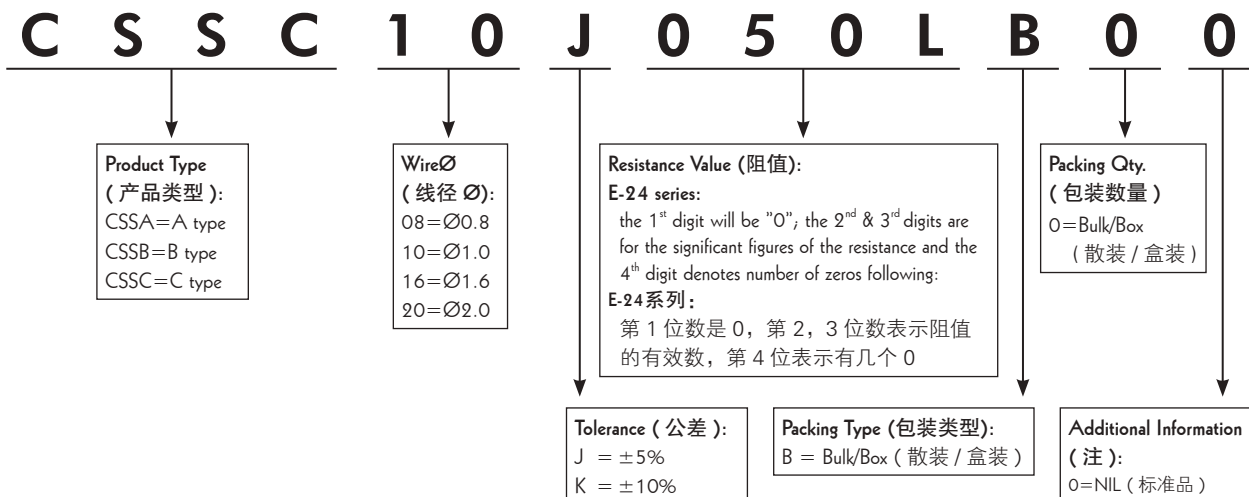 C S S C 1 0 J 0 5 0 L B 0 0
Product Type
( 产品类型 ):
CSSA=A type
CSSB=B type
CSSC=C type
WireØ
( 线径 Ø):
08=Ø0.8
10=Ø1.0
16=Ø1.6
20=Ø2.0
Resistance Value (阻值):
E-24 series:
the 1st digit will be "0"; the 2nd & 3rd digits are
for the significant figures of the resistance and the
4th digit denotes number of zeros following:
E-24系列：
第 1 位数是 0，第 2，3 位数表示阻值
的有效数，第 4 位表示有几个 0
Packing Qty.
( 包装数量 )
0=Bulk/Box
( 散装 / 盒装 )
Tolerance ( 公差 ):
J = ±5%
K = ±10%
Packing Type (包装类型):
B = Bulk/Box ( 散装 / 盒装 )
Additional Information
( 注 ):
0=NIL ( 标准品 )